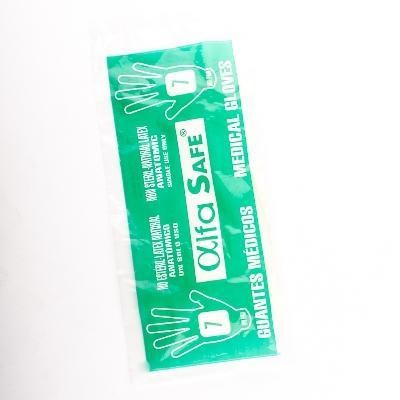 7
NON STERIL-NATURAL LATEX
ANATOMIC
SINGLE USE ONLY
MEDICAL GLOVES
alfa SAFE®
NO ESTERIL-LATEX NATURAL
ANATOMICO
UN SOLO USO
GUANTES MÉDICOS
7